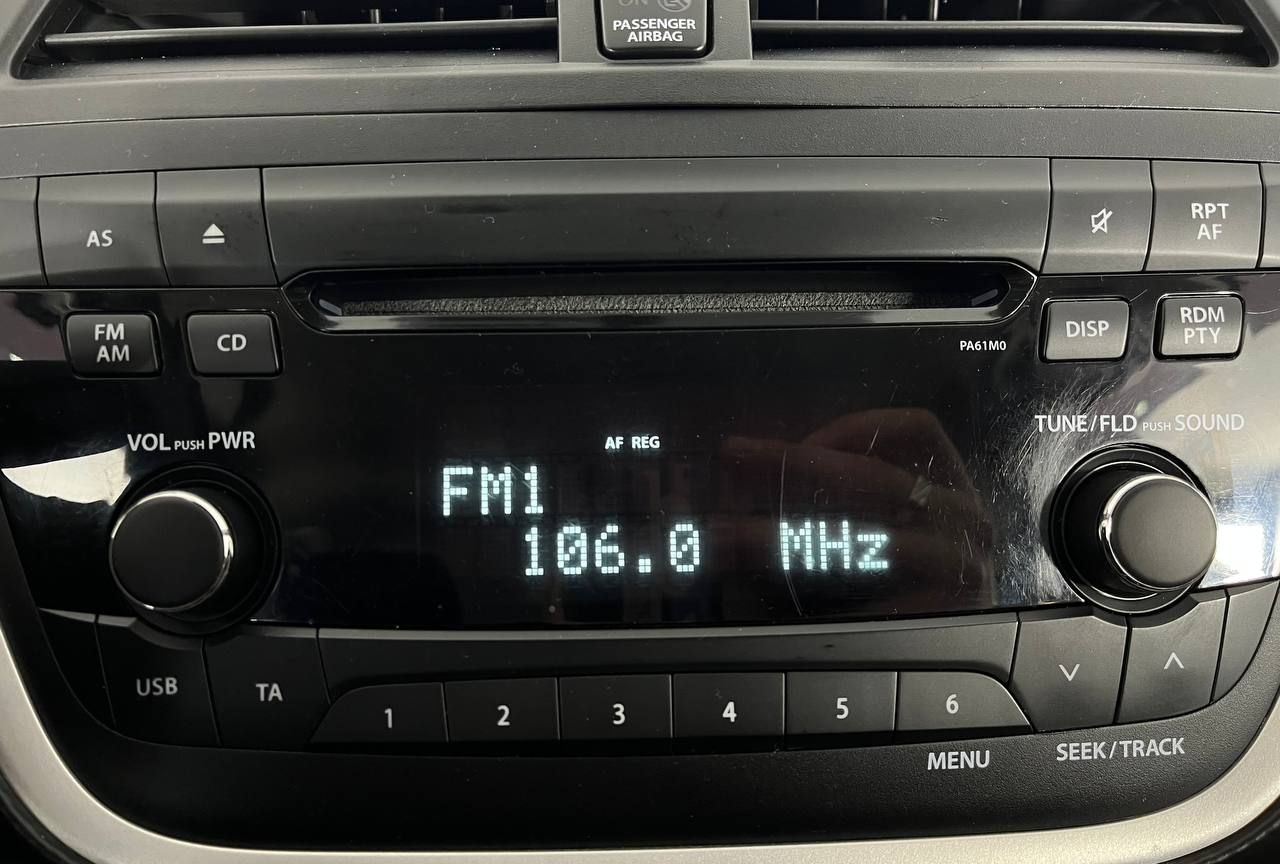 ON
PASSENGER
AIRBAG
AS
RPT
AF
FM
AM
CD
DISP
RDM
PTY
PA61M0
VOL PUSH PWR
AF REG
TUNE/FLD PUSH SOUND
FM1
106.0 MHz
USB
TA
1
2
3
4
5
6
MENU
SEEK/TRACK